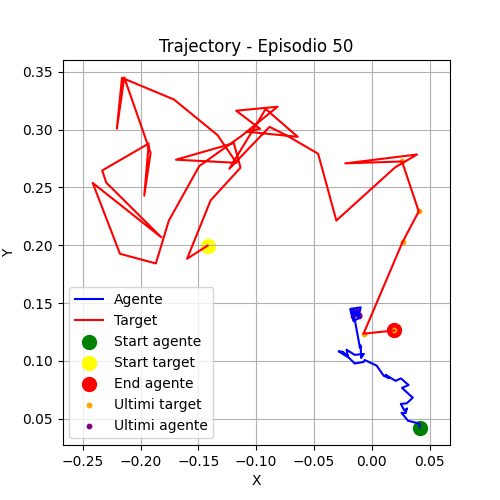 Trajectory - Episodio 50
Y
0.35
0.30
0.25
0.20
0.15
0.10
0.05
Agente
Target
Start agente
Start target
End agente
Ultimi target
Ultimi agente
−0.25 −0.20 −0.15 −0.10 −0.05 0.00 0.05
X